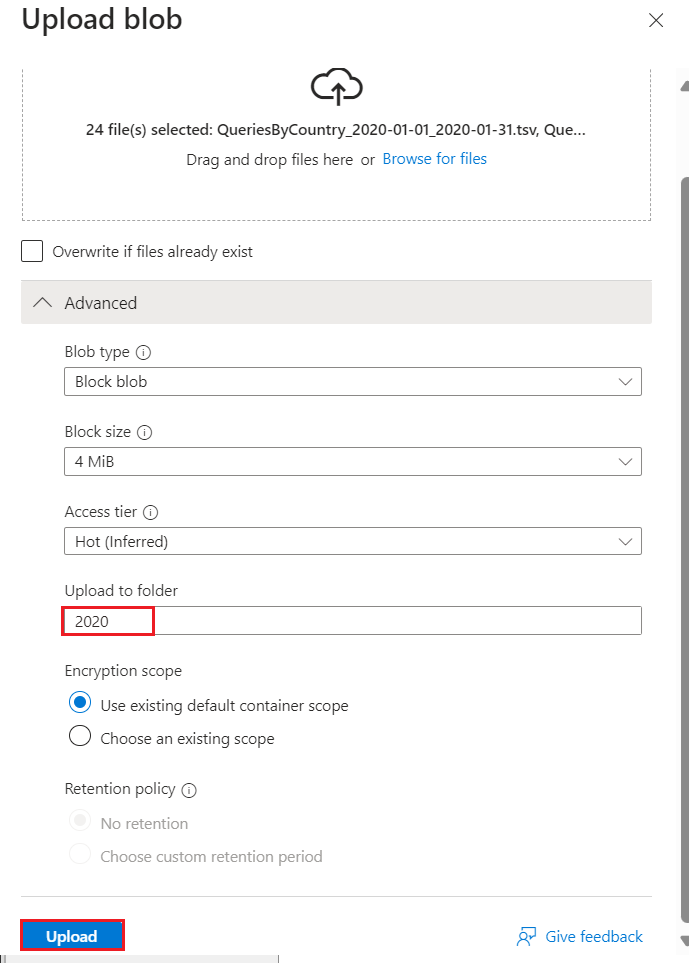 Upload blob
24 file(s) selected: QueriesByCountry_2020-01-01_2020-01-31.tsv, Que...
Drag and drop files here or Browse for files
Overwrite if files already exist
Advanced
Blob type
Block blob
Block size
4 MiB
Access tier
Hot (Inferred)
Upload to folder
2020
Encryption scope
Use existing default container scope
Choose an existing scope
Retention policy
No retention
Choose custom retention period
Upload
Give feedback